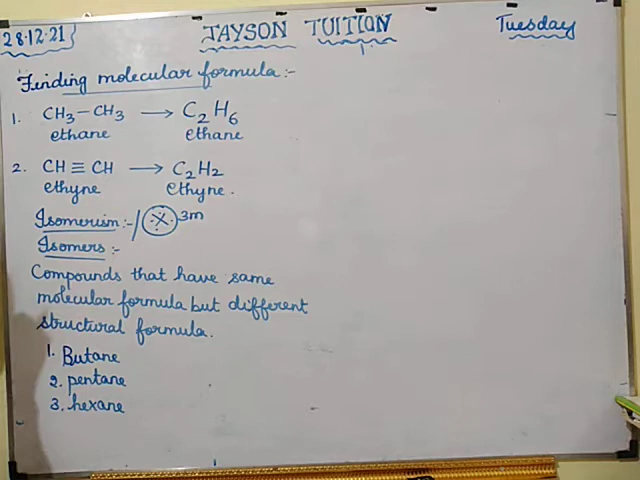 28.12.21 JAYSON TUITION Tuesday
Finding molecular formula:-
1. CH3-CH3 → C2H6
ethane ethane
2. CH≡CH → C2H2
ethyne Ethyne.
Isomerism:-/ 3m
Isomers:-
Compounds that have same
molecular formula but different
structural formula.
1. Butane
2. pentane
3. hexane